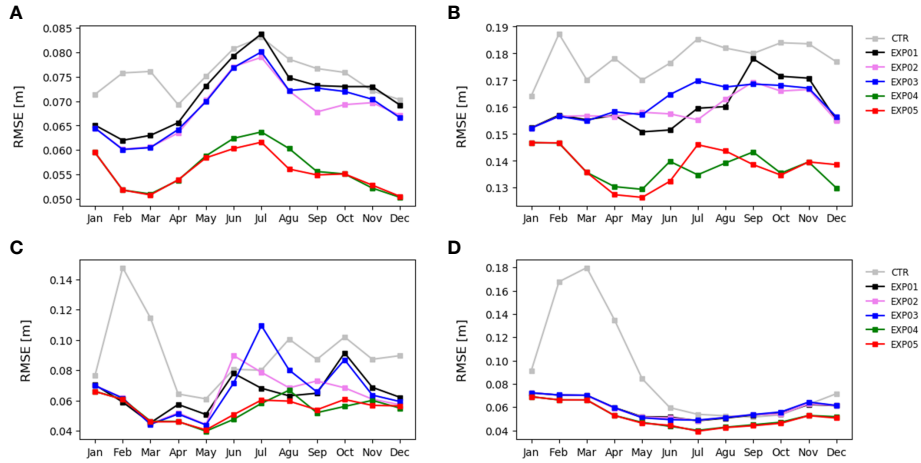 A
RMSE [m]
0.085
0.080
0.075
0.070
0.065
0.060
0.055
0.050
Jan Feb Mar Apr May Jun Jul Agu Sep Oct Nov Dec
B
RMSE [m]
0.19
0.18
0.17
0.16
0.15
0.14
0.13
Jan Feb Mar Apr May Jun Jul Agu Sep Oct Nov Dec
CTR
EXP01
EXP02
EXP03
EXP04
EXP05
C
RMSE [m]
0.14
0.12
0.10
0.08
0.06
0.04
Jan Feb Mar Apr May Jun Jul Agu Sep Oct Nov Dec
D
RMSE [m]
0.18
0.16
0.14
0.12
0.10
0.08
0.06
0.04
Jan Feb Mar Apr May Jun Jul Agu Sep Oct Nov Dec
CTR
EXP01
EXP02
EXP03
EXP04
EXP05